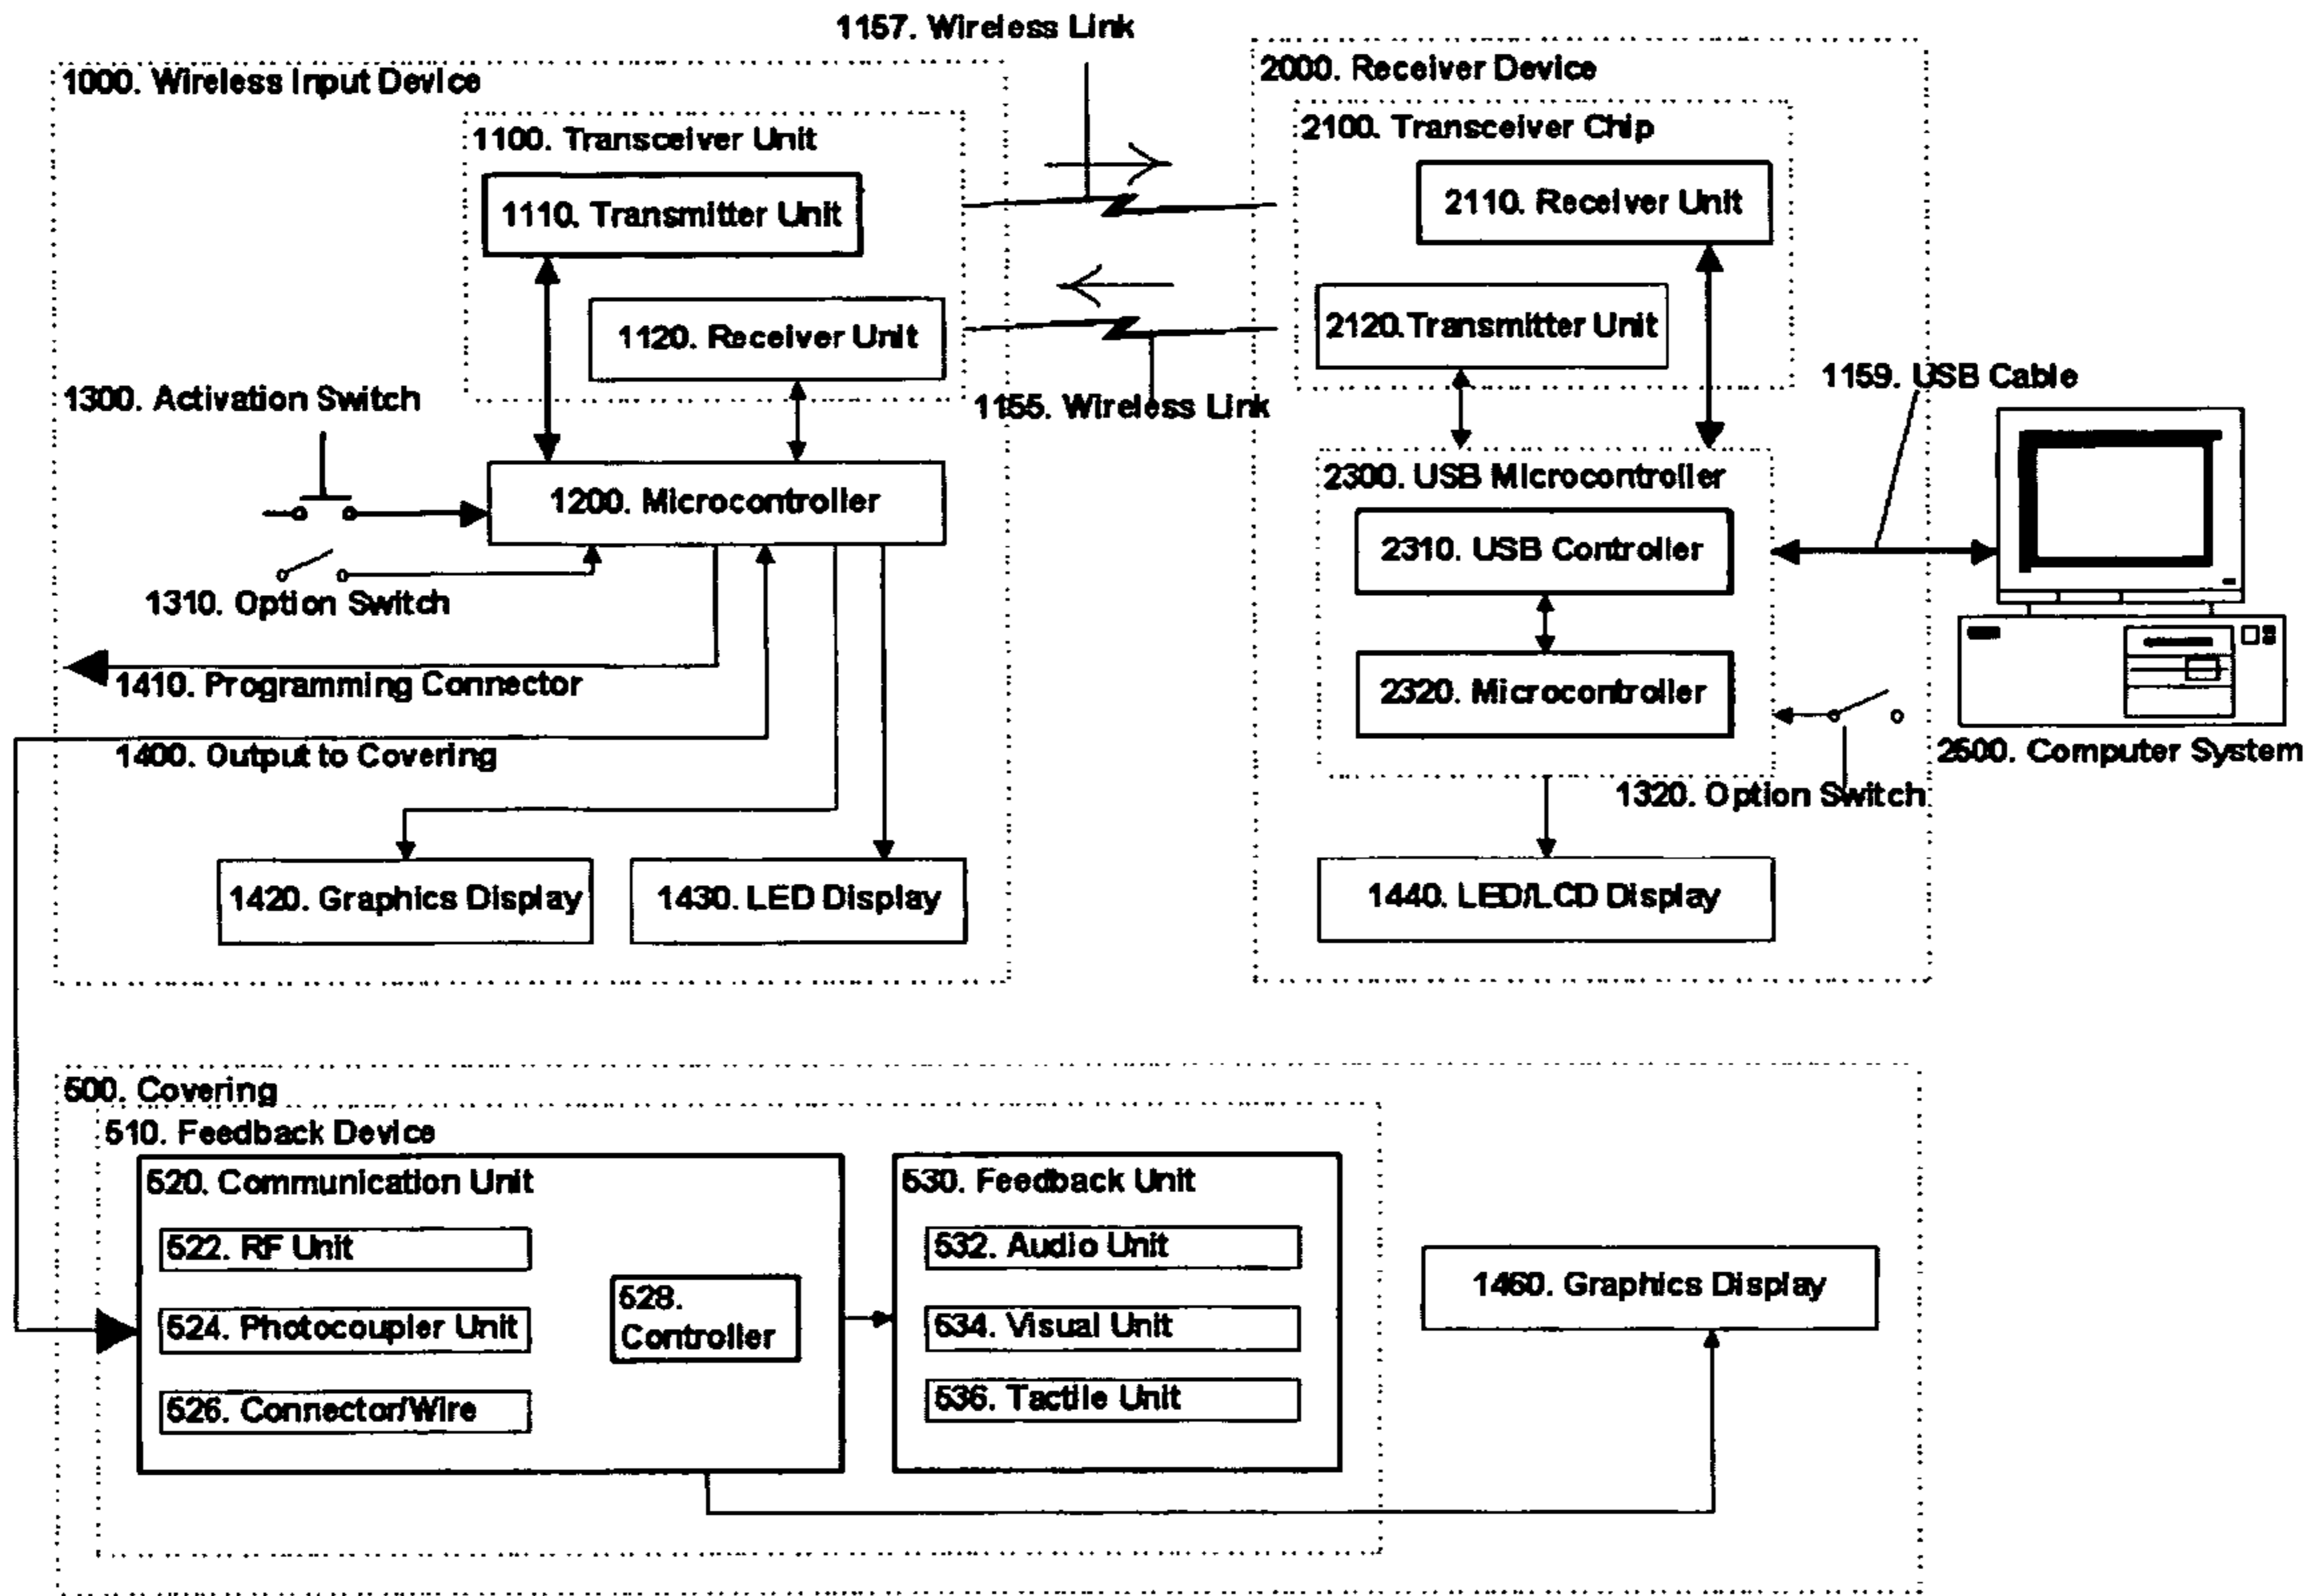 1157. Wireless Link
1000. Wireless Input Device
2000. Receiver Device
1100. Transceiver Unit
2100. Transceiver Chip
1110. Transmitter Unit
2110. Receiver Unit
1120. Receiver Unit
2120. Transmitter Unit
1300. Activation Switch
1155. Wireless Link
1159. USB Cable
1200. Microcontroller
2300. USB Microcontroller
2310. USB Controller
1310. Option Switch
1410. Programming Connector
2320. Microcontroller
1400. Output to Covering
2500. Computer System
1320. Option Switch
1420. Graphics Display
1430. LED Display
1440. LED/LCD Display
500. Covering
510. Feedback Device
520. Communication Unit
530. Feedback Unit
522. RF Unit
532. Audio Unit
528.
Controller
1460. Graphics Display
524. Photocoupler Unit
534. Visual Unit
526. Connector/Wire
536. Tactile Unit